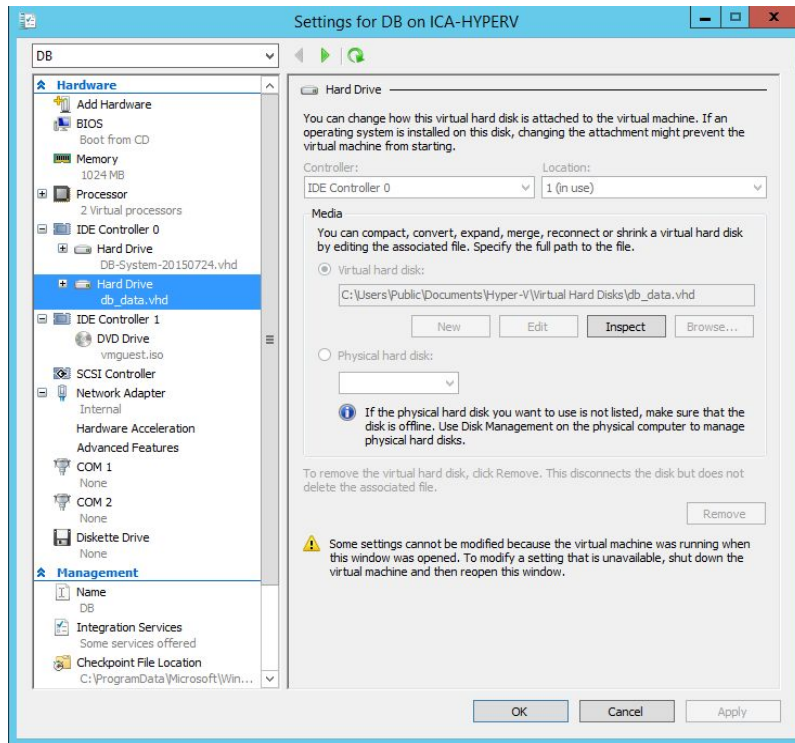 Settings for DB on ICA-HYPERV
DB
Hardware
Add Hardware
BIOS
Boot from CD
Memory
1024 MB
Processor
2 Virtual processors
IDE Controller 0
Hard Drive
DB-System-20150724.vhd
Hard Drive
db_data.vhd
IDE Controller 1
DVD Drive
vmguest.iso
SCSI Controller
Network Adapter
Internal
Hardware Acceleration
Advanced Features
COM 1
None
COM 2
None
Diskette Drive
None
Management
Name
DB
Integration Services
Some services offered
Checkpoint File Location
C:\ProgramData\Microsoft\Win...
Hard Drive
You can change how this virtual hard disk is attached to the virtual machine. If an
operating system is installed on this disk, changing the attachment might prevent the
virtual machine from starting.
Controller: Location:
IDE Controller 0 1 (in use)
Media
You can compact, convert, expand, merge, reconnect or shrink a virtual hard disk
by editing the associated file. Specify the full path to the file.
Virtual hard disk:
C:\Users\Public\Documents\Hyper-V\Virtual Hard Disks\db_data.vhd
New Edit Inspect Browse...
Physical hard disk:
If the physical hard disk you want to use is not listed, make sure that the
disk is offline. Use Disk Management on the physical computer to manage
physical hard disks.
To remove the virtual hard disk, click Remove. This disconnects the disk but does not
delete the associated file.
Remove
Some settings cannot be modified because the virtual machine was running when
this window was opened. To modify a setting that is unavailable, shut down the
virtual machine and then reopen this window.
OK Cancel Apply